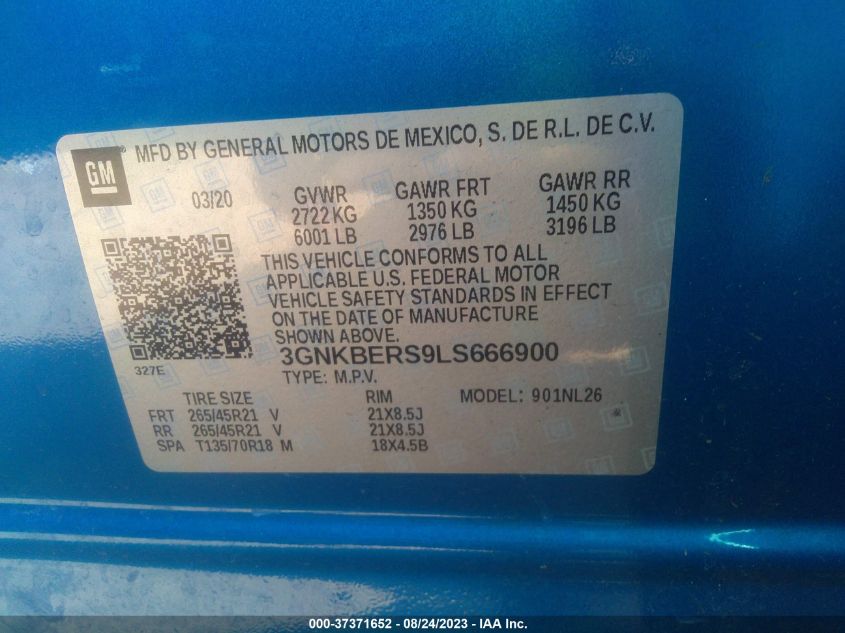 GM
MFD BY GENERAL MOTORS DE MEXICO, S. DE R.L. DE C.V.
03/20 GVWR GAWR FRT GAWR RR
2722 KG 1350 KG 1450 KG
6001 LB 2976 LB 3196 LB
THIS VEHICLE CONFORMS TO ALL
APPLICABLE U.S. FEDERAL MOTOR
VEHICLE SAFETY STANDARDS IN EFFECT
ON THE DATE OF MANUFACTURE
SHOWN ABOVE.
327E
3GNKBERS9LS666900
TYPE: M.P.V.
TIRE SIZE RIM MODEL: 901NL26
FRT 265/45R21 V 21X8.5J
RR 265/45R21 V 21X8.5J
SPA T135/70R18 M 18X4.5B
000-37371652 - 08/24/2023 - IAA Inc.